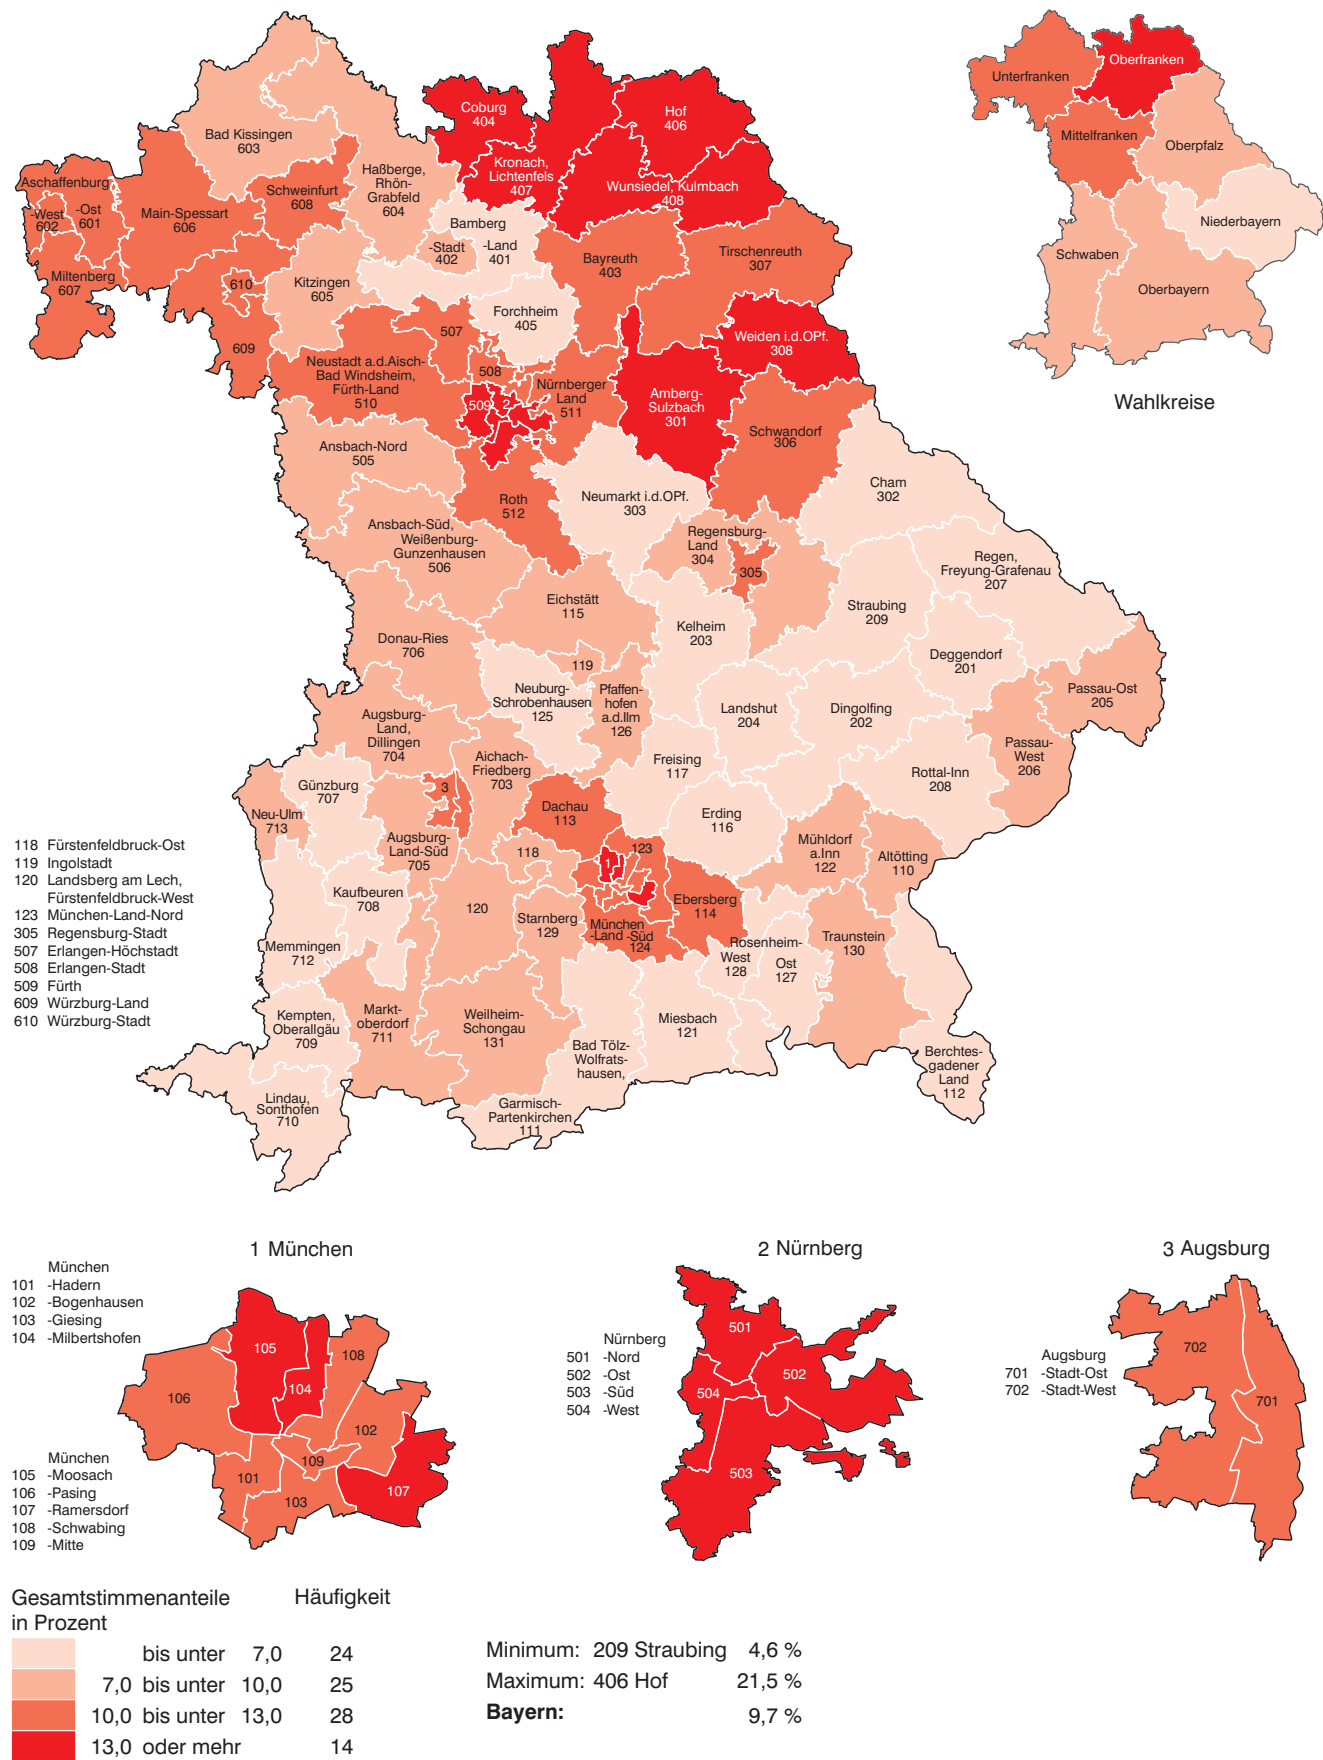 Coburg
404
Hof
406
Kronach,
Lichtenfels
407
Wunsiedel, Kulmbach
408
Bad Kissingen
603
Haßberge,
Rhön-
Grabfeld
604
Aschaffenburg
-West
602
-Ost
601
Main-Spessart
606
Schweinfurt
608
Bamberg
-Stadt
402
-Land
401
Bayreuth
403
Tirschenreuth
307
Miltenberg
607
610
Kitzingen
605
Forchheim
405
609
507
Weiden i.d.OPf.
308
Neustadt a.d.Aisch-
Bad Windsheim,
Fürth-Land
510
508
509
2
Nürnberger
Land
511
Amberg-
Sulzbach
301
Schwandorf
306
Ansbach-Nord
505
Roth
512
Neumarkt i.d.OPf.
303
Cham
302
Ansbach-Süd,
Weißenburg-
Gunzenhausen
506
Regensburg-
Land
304
305
Regen,
Freyung-Grafenau
207
Eichstätt
115
Straubing
209
Kelheim
203
Donau-Ries
706
Deggendorf
201
119
Neuburg-
Schrobenhausen
125
Pfaffen-
hofen
a.d.Ilm
126
Landshut
204
Dingolfing
202
Passau-Ost
205
Augsburg-
Land,
Dillingen
704
Aichach-
Friedberg
703
Freising
117
Passau-
West
206
Günzburg
707
3
Rottal-Inn
208
Neu-Ulm
713
Dachau
113
Erding
116
Augsburg-
Land-Süd
705
118
1
123
Mühldorf
a.Inn
122
Altötting
110
Kaufbeuren
708
120
Starnberg
129
Ebersberg
114
München
-Land -Süd
124
Memmingen
712
Rosenheim-
West
128
Ost
127
Traunstein
130
Kempten,
Oberallgäu
709
Markt-
oberdorf
711
Weilheim-
Schongau
131
Miesbach
121
Bad Tölz-
Wolfrats-
hausen,
Garmisch-
Partenkirchen
111
Berchtes-
gadener
Land
112
Lindau,
Sonthofen
710
Unterfranken
Oberfranken
Mittelfranken
Oberpfalz
Niederbayern
Schwaben
Oberbayern
Wahlkreise
118 Fürstenfeldbruck-Ost
119 Ingolstadt
120 Landsberg am Lech,
Fürstenfeldbruck-West
123 München-Land-Nord
305 Regensburg-Stadt
507 Erlangen-Höchstadt
508 Erlangen-Stadt
509 Fürth
609 Würzburg-Land
610 Würzburg-Stadt
1 München
München
101 -Hadern
102 -Bogenhausen
103 -Giesing
104 -Milbertshofen
München
105 -Moosach
106 -Pasing
107 -Ramersdorf
108 -Schwabing
109 -Mitte
105
108
104
106
102
109
101
103
107
2 Nürnberg
Nürnberg
501 -Nord
502 -Ost
503 -Süd
504 -West
501
502
504
503
3 Augsburg
Augsburg
701 -Stadt-Ost
702 -Stadt-West
702
701
Gesamtstimmenanteile Häufigkeit
in Prozent
bis unter 7,0 24
7,0 bis unter 10,0 25
10,0 bis unter 13,0 28
13,0 oder mehr 14
Minimum: 209 Straubing 4,6 %
Maximum: 406 Hof 21,5 %
Bayern: 9,7 %